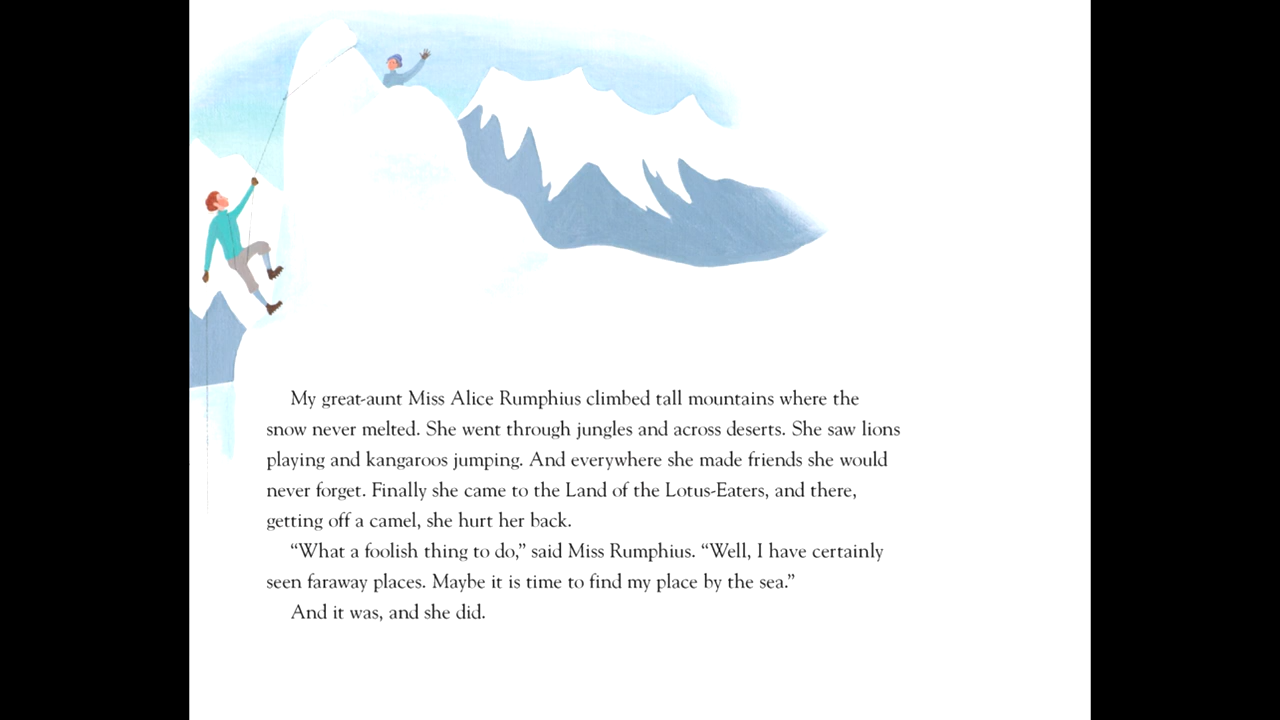 My great-aunt Miss Alice Rumphius climbed tall mountains where the
snow never melted. She went through jungles and across deserts. She saw lions
playing and kangaroos jumping. And everywhere she made friends she would
never forget. Finally she came to the Land of the Lotus-Eaters, and there,
getting off a camel, she hurt her back.
“What a foolish thing to do,” said Miss Rumphius. “Well, I have certainly
seen faraway places. Maybe it is time to find my place by the sea.”
And it was, and she did.